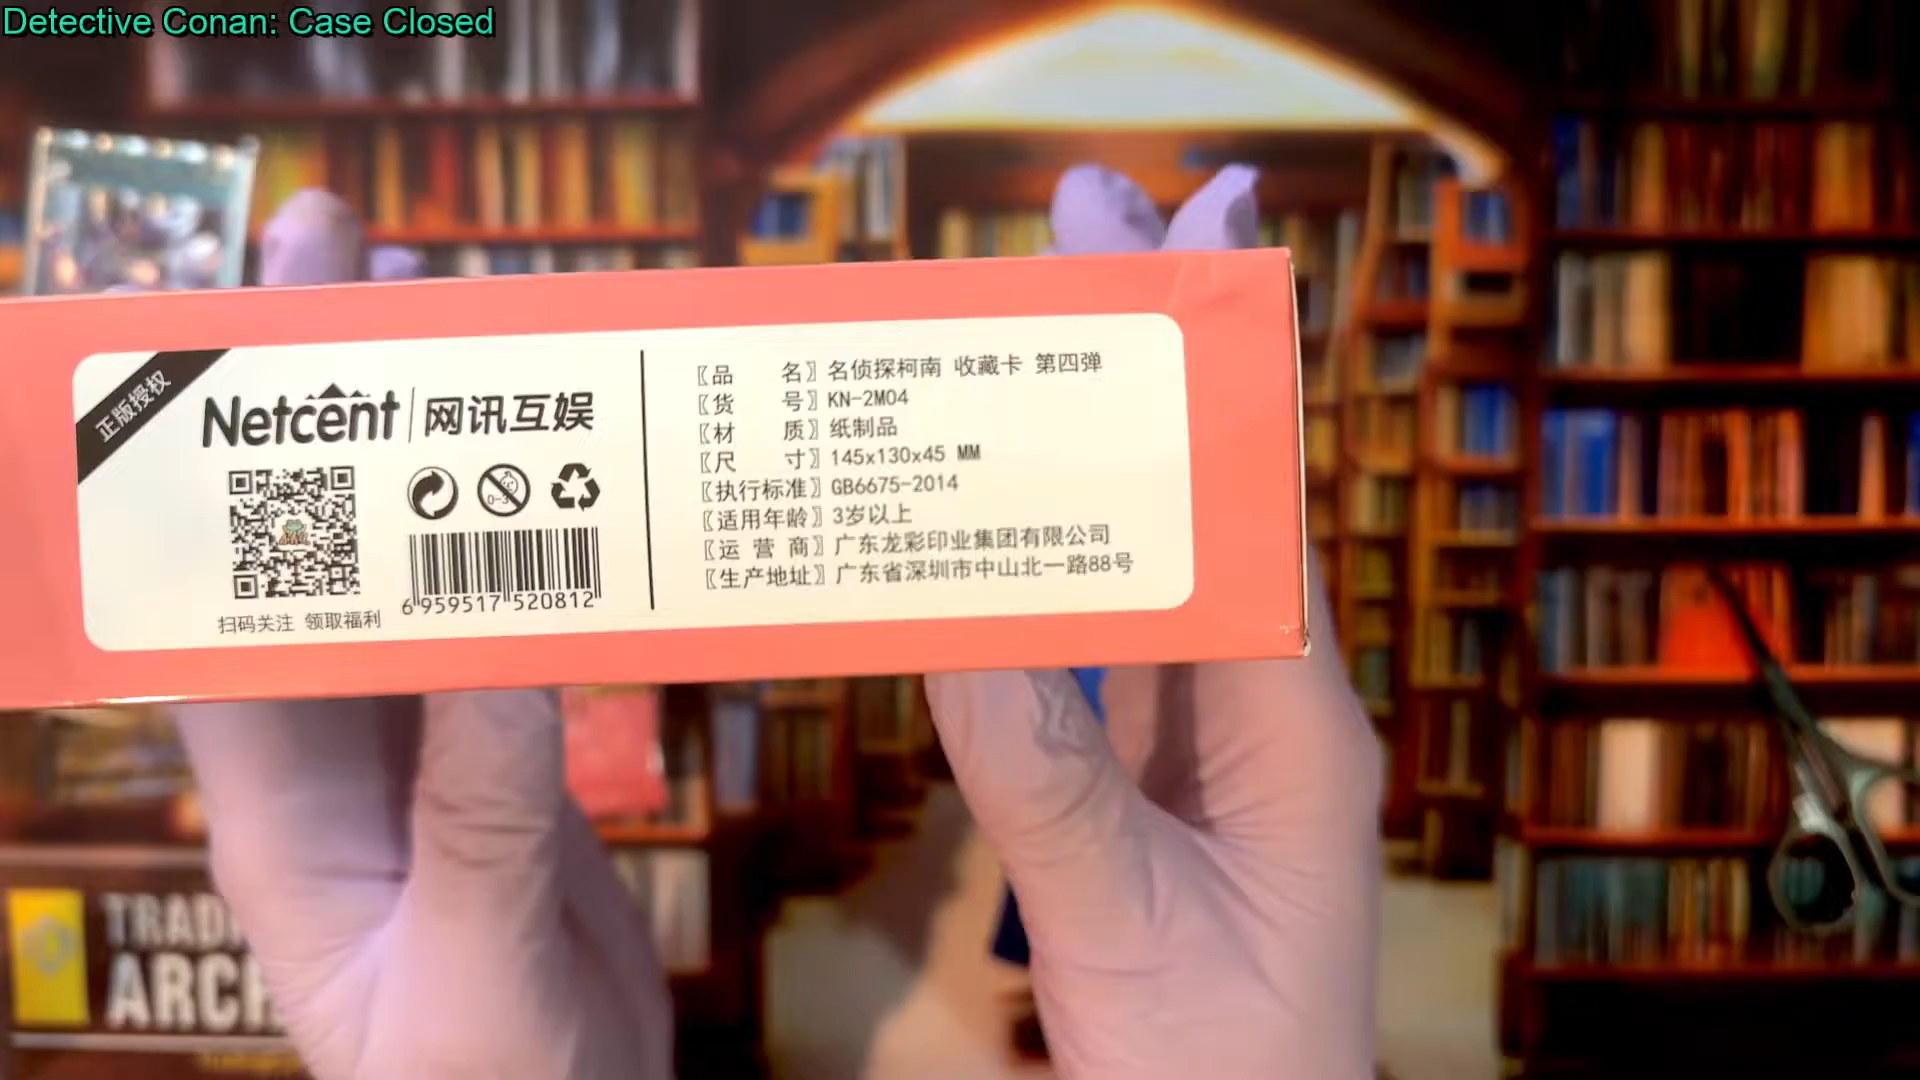 Detective Conan: Case Closed
正版授权
Netcent 网讯互娱
扫码关注 领取福利
6 959517 520812
〖品 名〗名侦探柯南 收藏卡 第四弹
〖货 号〗KN-2M04
〖材 质〗纸制品
〖尺 寸〗145x130x45 MM
〖执行标准〗GB6675-2014
〖适用年龄〗3岁以上
〖运 营 商〗广东龙彩印业集团有限公司
〖生产地址〗广东省深圳市中山北一路88号
0-3